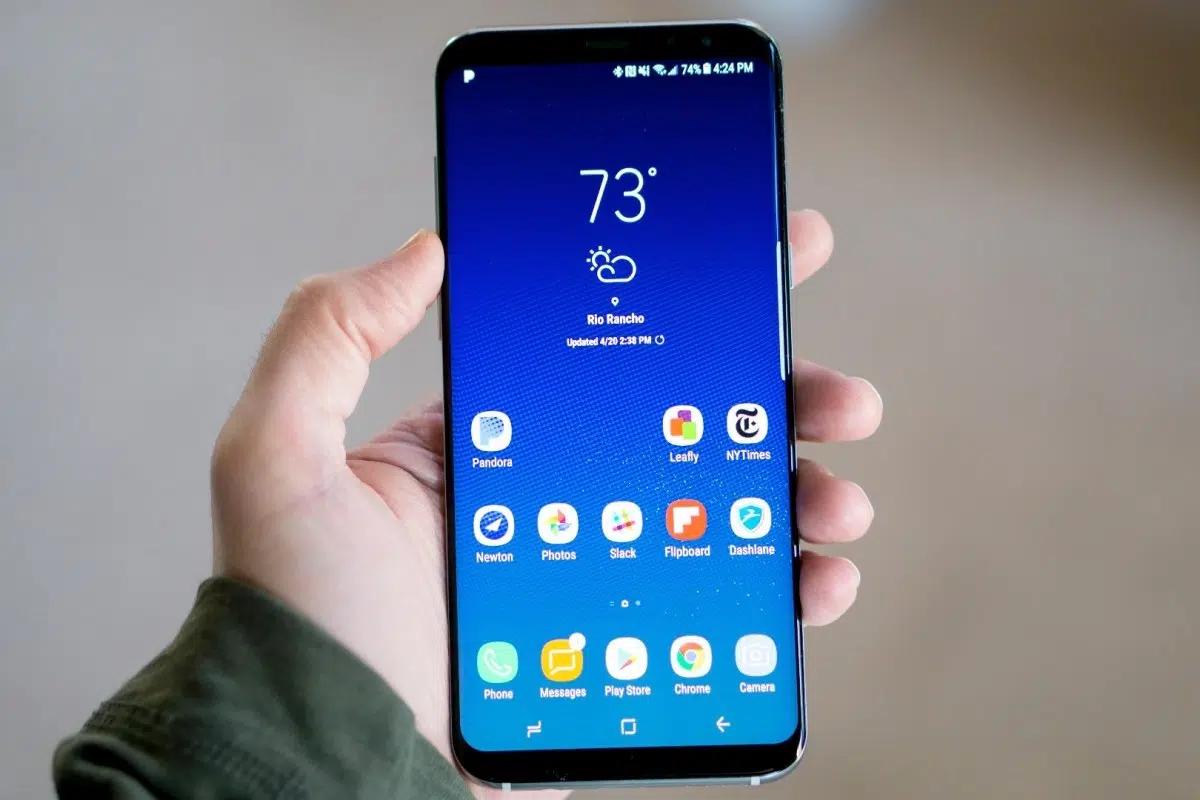 74% 4:24 PM
73°
Rio Rancho
Updated 4/20 2:38 PM
Pandora Leafly NYTimes
Newton Photos Slack Flipboard Dashlane
Phone Messages Play Store Chrome Camera